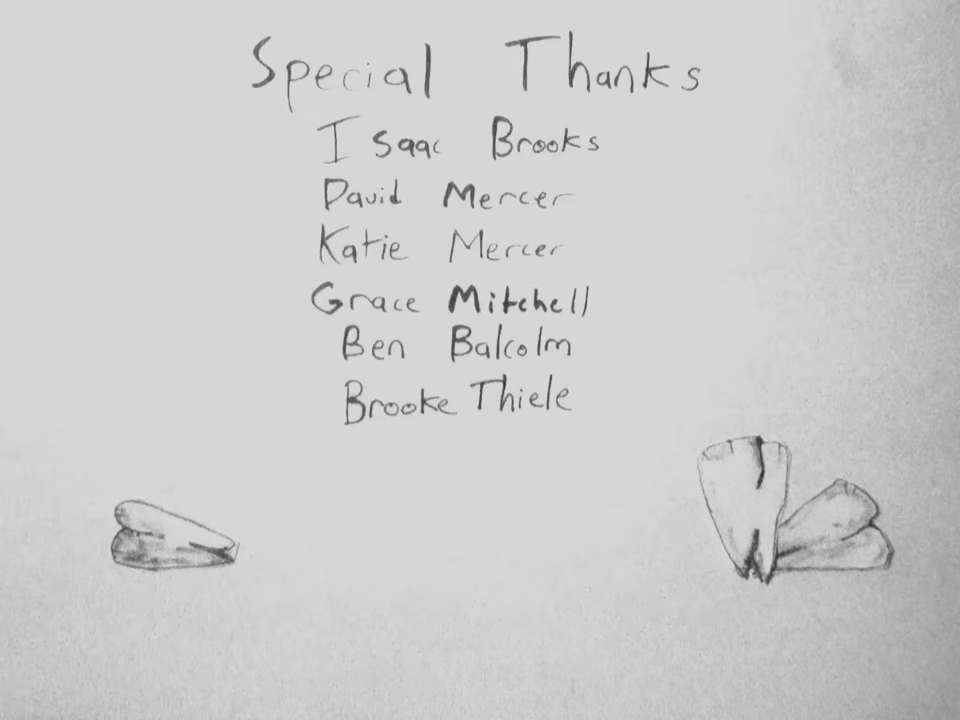 Special Thanks
Isaac Brooks
David Mercer
Katie Mercer
Grace Mitchell
Ben Balcolm
Brooke Thiele